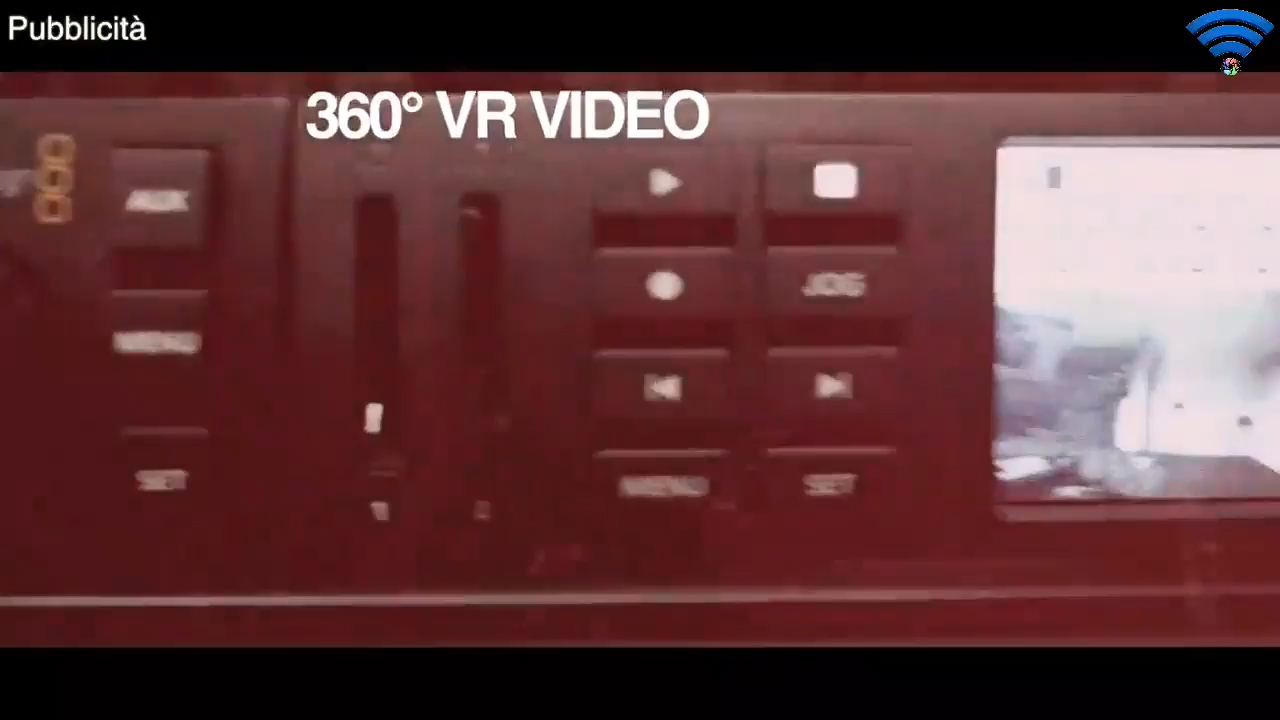 Pubblicità
360° VR VIDEO
AUX
MENU
SET
JOG
MENU
SET